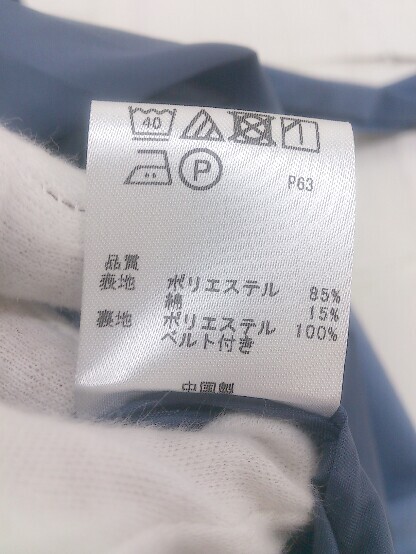 40
P
P63
品質
表地 ポリエステル 85%
綿 15%
裏地 ポリエステル 100%
ベルト付き
中国製